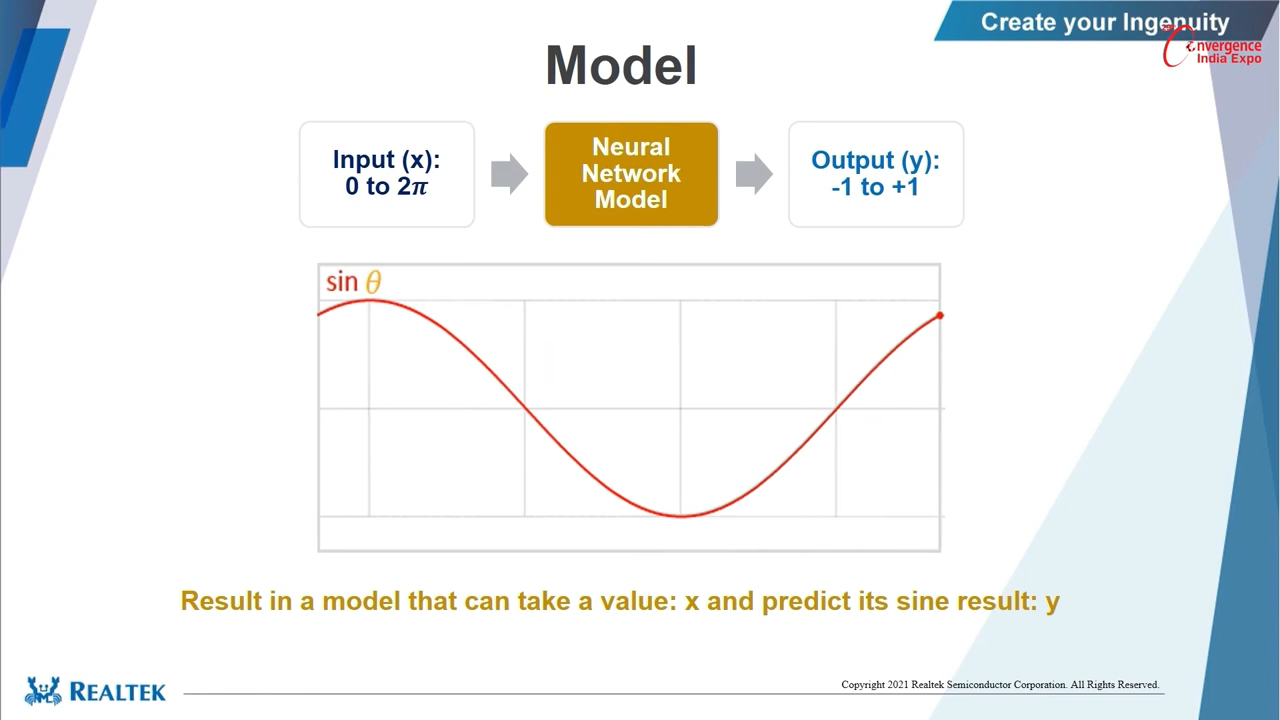 Create your Ingenuity
Convergence
India Expo
Model
Input (x):
0 to 2𝜋
Neural
Network
Model
Output (y):
-1 to +1
sin θ
Result in a model that can take a value: x and predict its sine result: y
REALTEK
Copyright 2021 Realtek Semiconductor Corporation. All Rights Reserved.